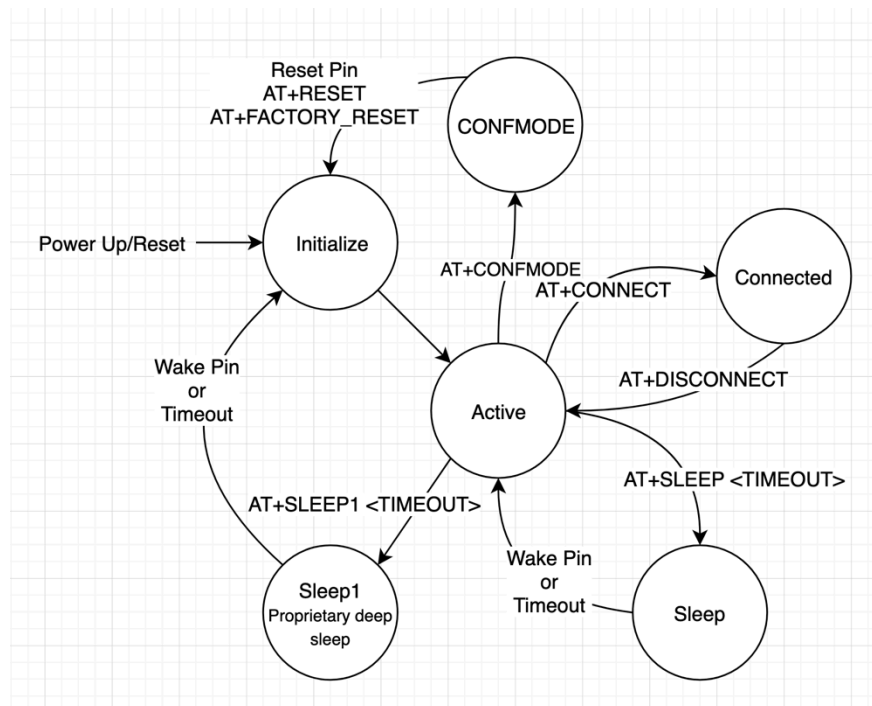 Reset Pin
AT+RESET
AT+FACTORY_RESET
CONFMODE
Power Up/Reset
Initialize
AT+CONFMODE
AT+CONNECT
Connected
Wake Pin
or
Timeout
AT+DISCONNECT
Active
AT+SLEEP1 <TIMEOUT>
AT+SLEEP <TIMEOUT>
Wake Pin
or
Timeout
Sleep1
Proprietary deep
sleep
Sleep